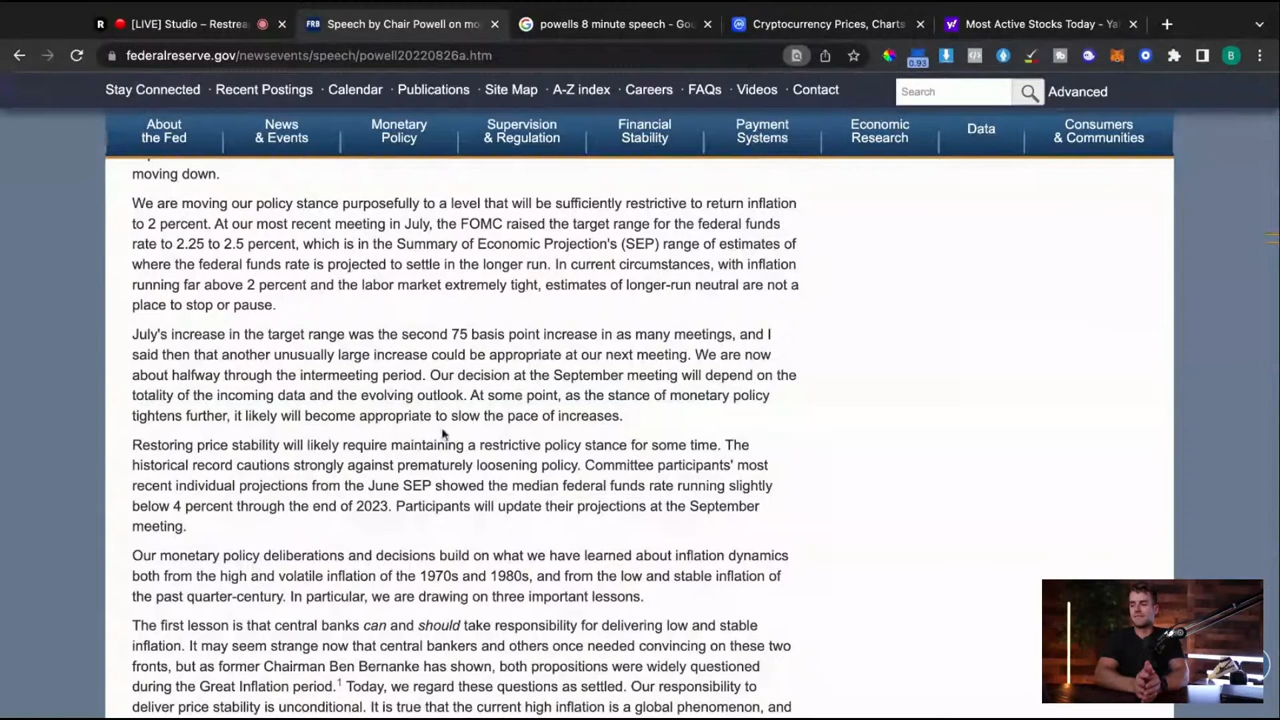 [LIVE] Studio – Restrea
Speech by Chair Powell on mo
powells 8 minute speech - Go
Cryptocurrency Prices, Charts
Most Active Stocks Today - Ya
federalreserve.gov/newsevents/speech/powell20220826a.htm
0.93
B
Stay Connected · Recent Postings · Calendar · Publications · Site Map · A-Z index · Careers · FAQs · Videos · Contact
Search
Advanced
About the Fed
News & Events
Monetary Policy
Supervision & Regulation
Financial Stability
Payment Systems
Economic Research
Data
Consumers & Communities
moving down.
We are moving our policy stance purposefully to a level that will be sufficiently restrictive to return inflation
to 2 percent. At our most recent meeting in July, the FOMC raised the target range for the federal funds
rate to 2.25 to 2.5 percent, which is in the Summary of Economic Projection's (SEP) range of estimates of
where the federal funds rate is projected to settle in the longer run. In current circumstances, with inflation
running far above 2 percent and the labor market extremely tight, estimates of longer-run neutral are not a
place to stop or pause.
July's increase in the target range was the second 75 basis point increase in as many meetings, and I
said then that another unusually large increase could be appropriate at our next meeting. We are now
about halfway through the intermeeting period. Our decision at the September meeting will depend on the
totality of the incoming data and the evolving outlook. At some point, as the stance of monetary policy
tightens further, it likely will become appropriate to slow the pace of increases.
Restoring price stability will likely require maintaining a restrictive policy stance for some time. The
historical record cautions strongly against prematurely loosening policy. Committee participants' most
recent individual projections from the June SEP showed the median federal funds rate running slightly
below 4 percent through the end of 2023. Participants will update their projections at the September
meeting.
Our monetary policy deliberations and decisions build on what we have learned about inflation dynamics
both from the high and volatile inflation of the 1970s and 1980s, and from the low and stable inflation of
the past quarter-century. In particular, we are drawing on three important lessons.
The first lesson is that central banks can and should take responsibility for delivering low and stable
inflation. It may seem strange now that central bankers and others once needed convincing on these two
fronts, but as former Chairman Ben Bernanke has shown, both propositions were widely questioned
during the Great Inflation period.1 Today, we regard these questions as settled. Our responsibility to
deliver price stability is unconditional. It is true that the current high inflation is a global phenomenon, and